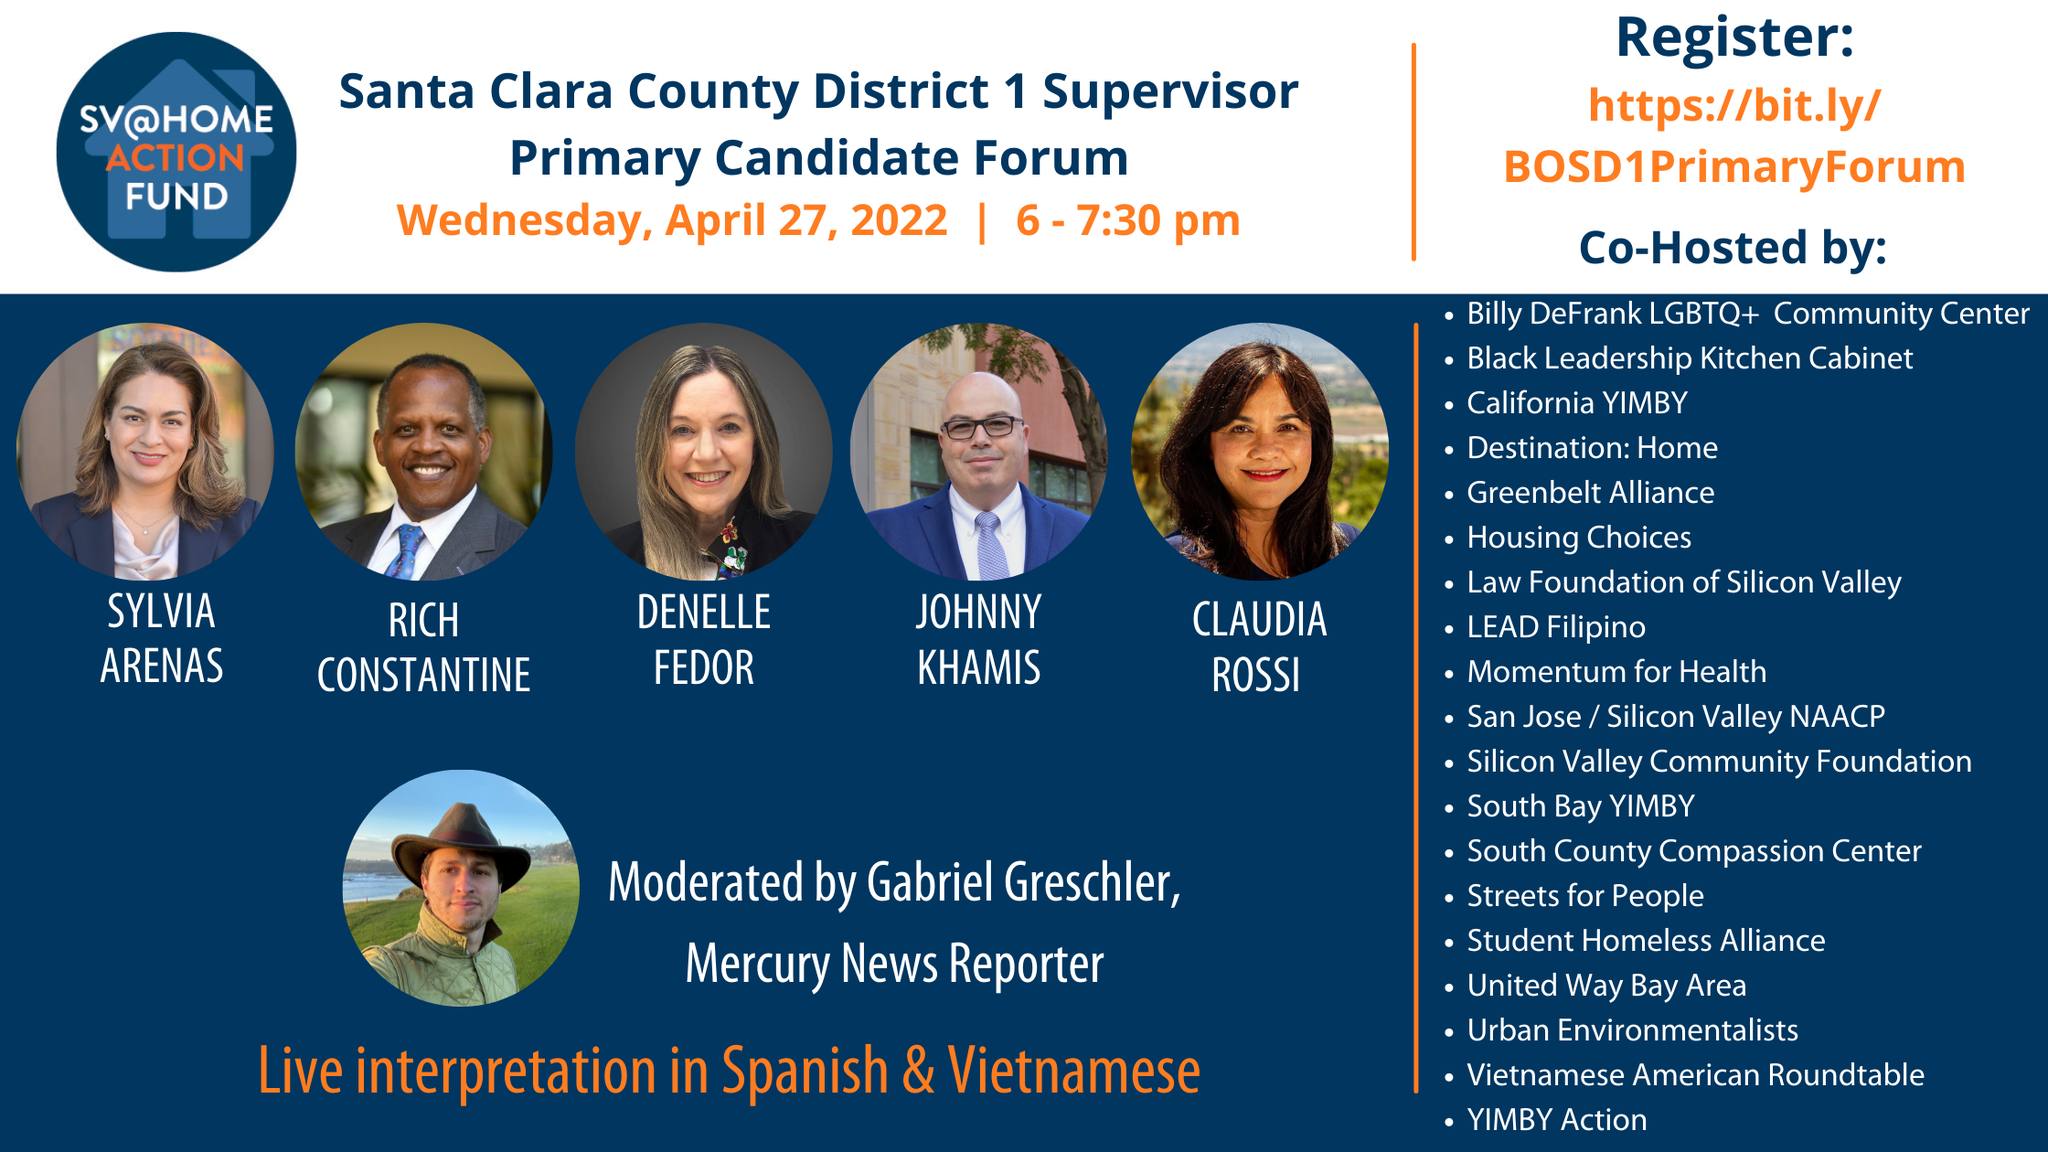 SV@HOME
ACTION
FUND
Santa Clara County District 1 Supervisor
Primary Candidate Forum
Wednesday, April 27, 2022 | 6 - 7:30 pm
Register:
https://bit.ly/
BOSD1PrimaryForum
Co-Hosted by:
SYLVIA
ARENAS
RICH
CONSTANTINE
DENELLE
FEDOR
JOHNNY
KHAMIS
CLAUDIA
ROSSI
Moderated by Gabriel Greschler,
Mercury News Reporter
Live interpretation in Spanish & Vietnamese
• Billy DeFrank LGBTQ+ Community Center
• Black Leadership Kitchen Cabinet
• California YIMBY
• Destination: Home
• Greenbelt Alliance
• Housing Choices
• Law Foundation of Silicon Valley
• LEAD Filipino
• Momentum for Health
• San Jose / Silicon Valley NAACP
• Silicon Valley Community Foundation
• South Bay YIMBY
• South County Compassion Center
• Streets for People
• Student Homeless Alliance
• United Way Bay Area
• Urban Environmentalists
• Vietnamese American Roundtable
• YIMBY Action